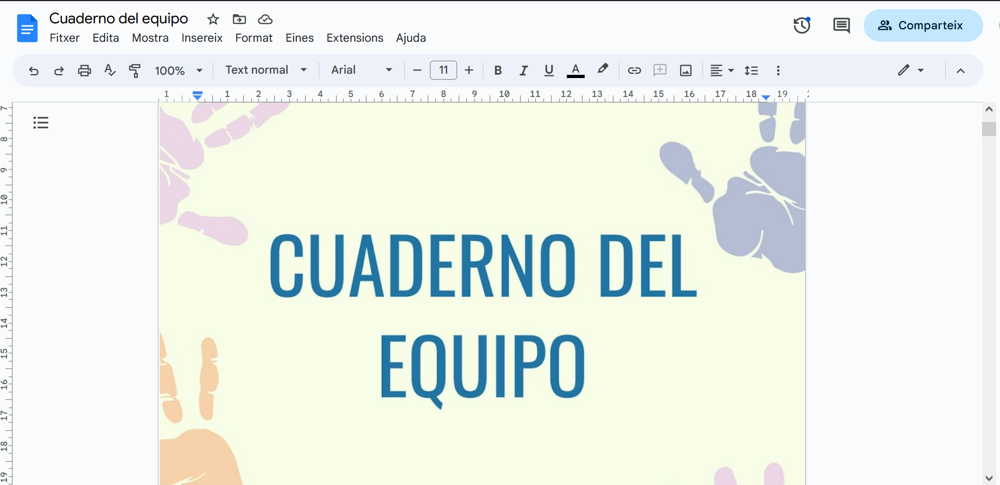 Cuaderno del equipo
Fitxer Edita Mostra Insereix Format Eines Extensions Ajuda
Comparteix
100% Text normal Arial 11 B I U A
1 1 2 3 4 5 6 7 8 9 10 11 12 13 14 15 16 17 18 19
7
8
9
10
11
12
13
14
15
16
17
18
19
CUADERNO DEL
EQUIPO